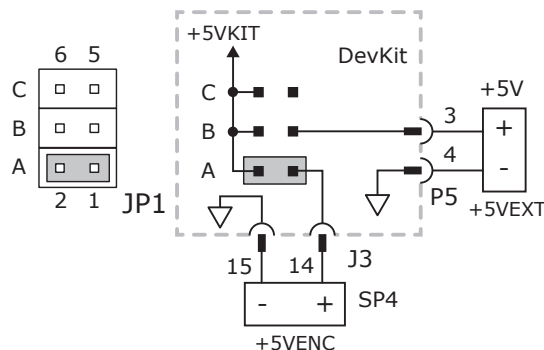 +5VKIT
DevKit
6 5
C
B
A
2 1
JP1
C
B
A
+5V
3
+
4
-
P5
+5VEXT
15 14
J3
- +
SP4
+5VENC